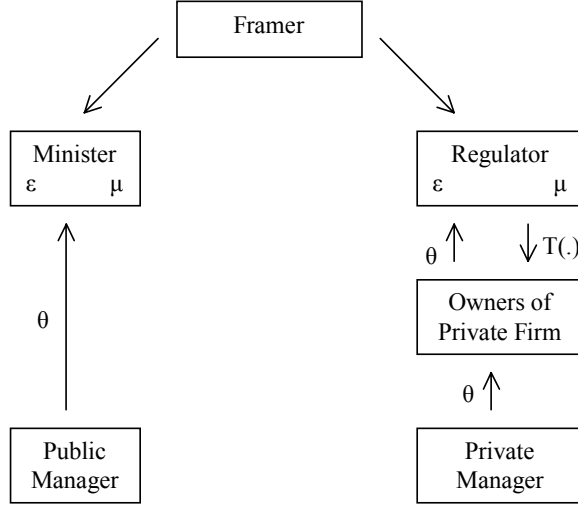 Framer
Minister
ε μ
Regulator
ε μ
θ
T(.)
Owners of
Private Firm
θ
θ
Public
Manager
Private
Manager